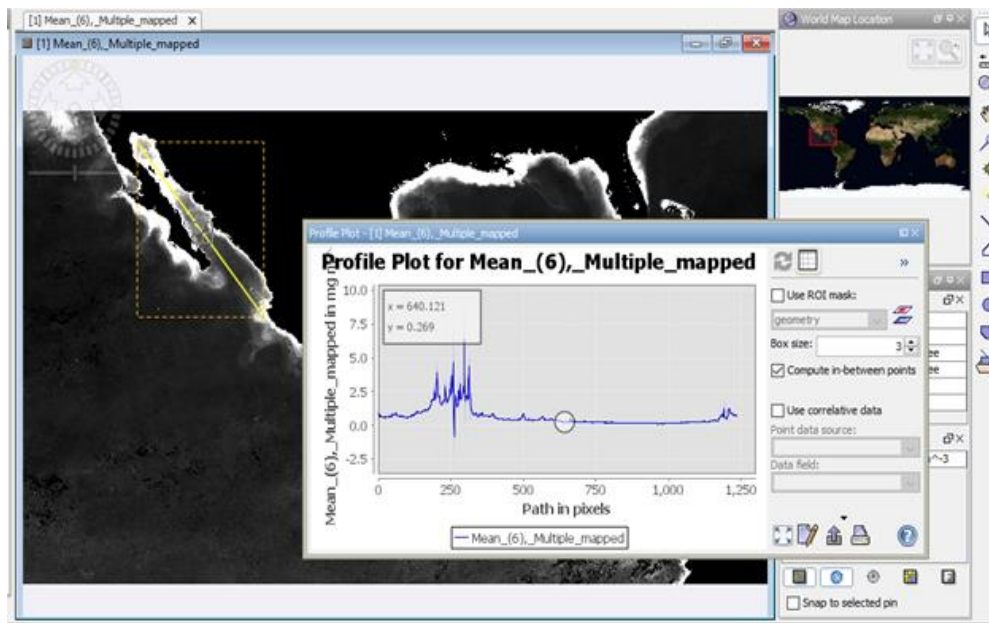 [1] Mean_(6),_Multiple_mapped X
World Map Location
[1] Mean_(6),_Multiple_mapped
Profile Plot - [1] Mean_(6),_Multiple_mapped
Profile Plot for Mean_(6),_Multiple_mapped
Mean_(6),_Multiple_mapped in mg m
10.0
7.5
5.0
2.5
0.0
-2.5
x = 640.121
y = 0.269
0
250
500
750
1,000
1,250
Path in pixels
Mean_(6),_Multiple_mapped
»
Use ROI mask:
geometry
Box size:
3
Compute in-between points
Use correlative data
Point data source:
Data field:
ee
ee
^-3
Snap to selected pin